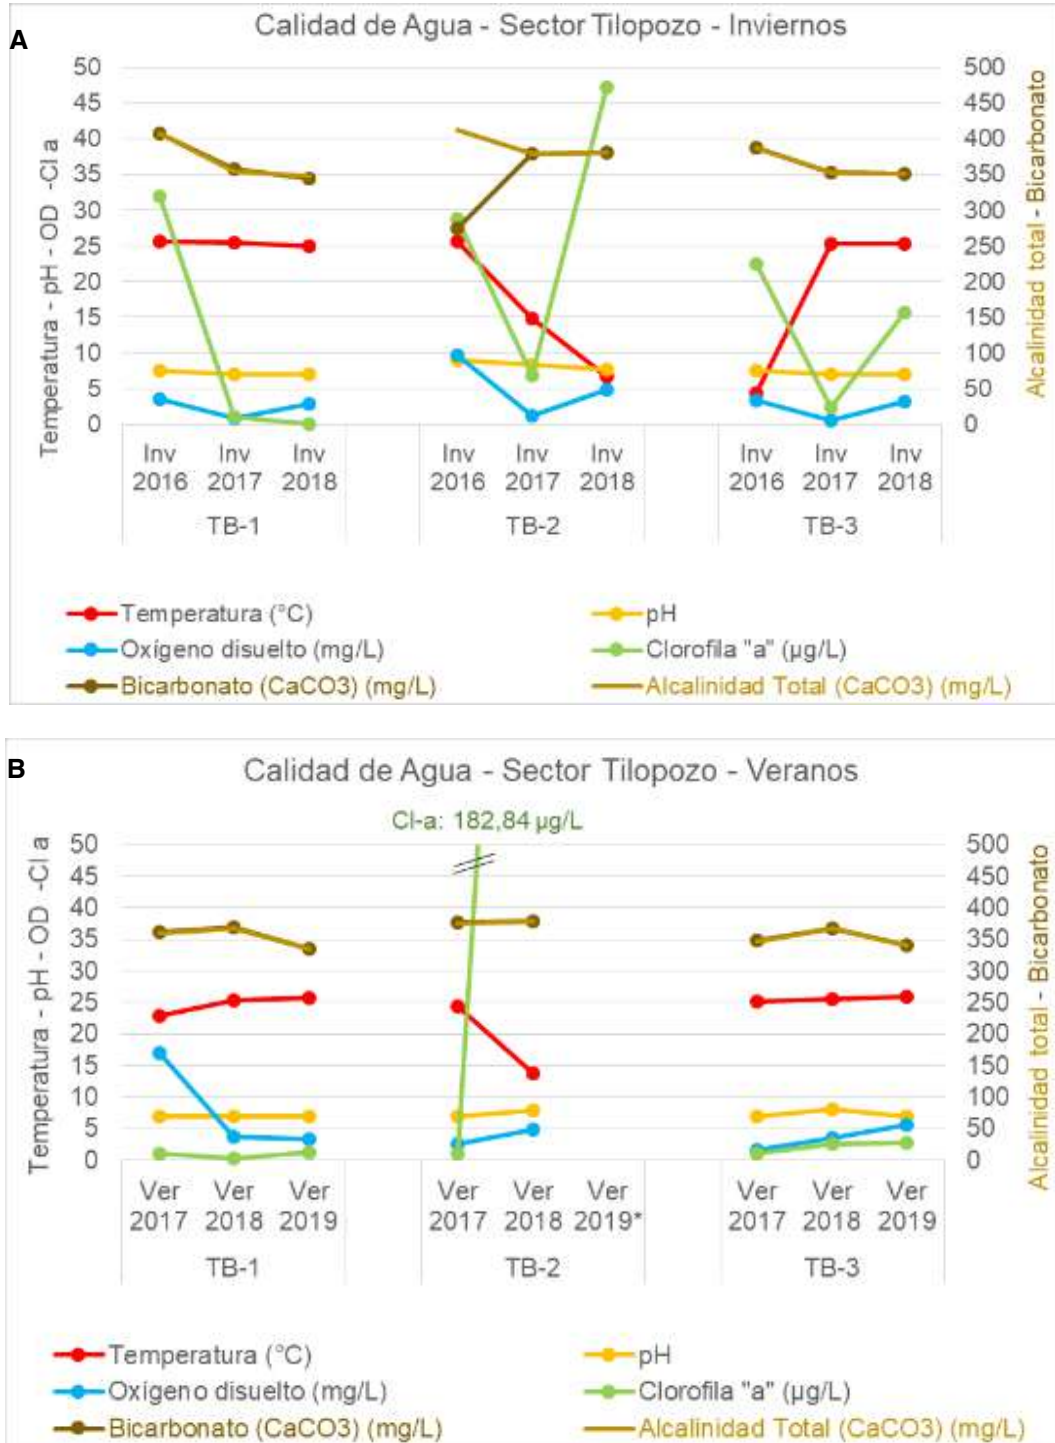 A
Calidad de Agua - Sector Tilopozo - Inviernos
50
45
40
35
30
25
20
15
10
5
0
Temperatura - pH - OD -Cl a
500
450
400
350
300
250
200
150
100
50
0
Alcalinidad total - Bicarbonato
Inv Inv Inv Inv Inv Inv Inv Inv Inv
2016 2017 2018 2016 2017 2018 2016 2017 2018
TB-1 TB-2 TB-3
Temperatura (°C) pH
Oxígeno disuelto (mg/L) Clorofila "a" (µg/L)
Bicarbonato (CaCO3) (mg/L) Alcalinidad Total (CaCO3) (mg/L)
B
Calidad de Agua - Sector Tilopozo - Veranos
Cl-a: 182,84 µg/L
50
45
40
35
30
25
20
15
10
5
0
Temperatura - pH - OD -Cl a
500
450
400
350
300
250
200
150
100
50
0
Alcalinidad total - Bicarbonato
Ver Ver Ver Ver Ver Ver Ver Ver Ver
2017 2018 2019 2017 2018 2019* 2017 2018 2019
TB-1 TB-2 TB-3
Temperatura (°C) pH
Oxígeno disuelto (mg/L) Clorofila "a" (µg/L)
Bicarbonato (CaCO3) (mg/L) Alcalinidad Total (CaCO3) (mg/L)